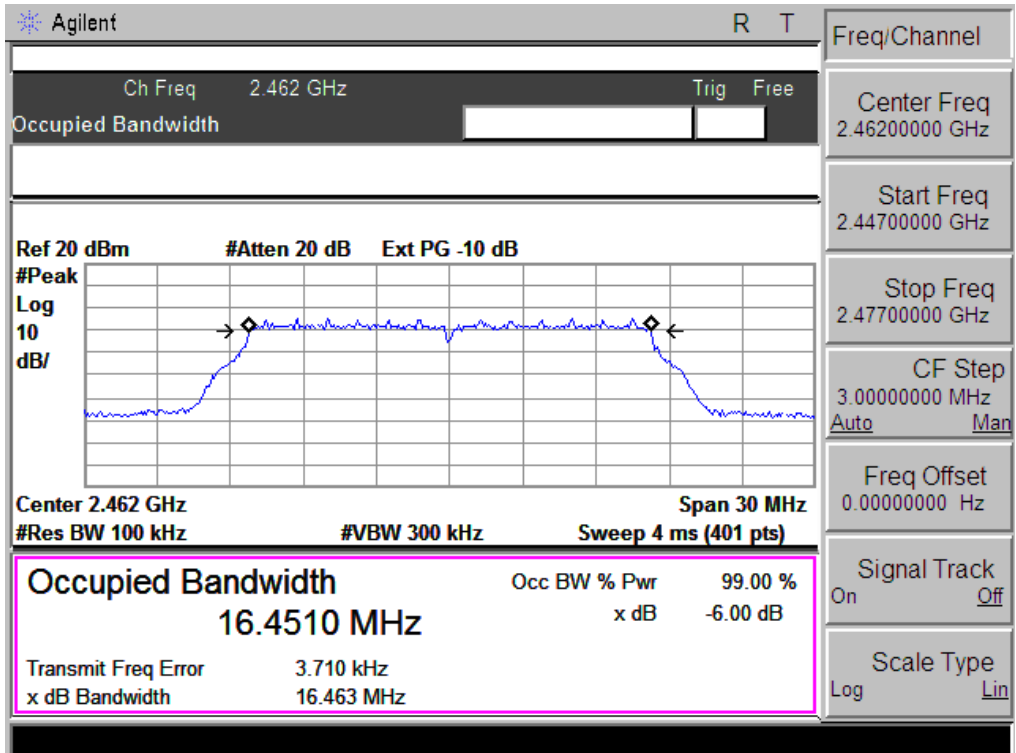 Agilent R T
Ch Freq 2.462 GHz Trig Free
Occupied Bandwidth
Ref 20 dBm #Atten 20 dB Ext PG -10 dB
#Peak
Log
10
dB/
Center 2.462 GHz Span 30 MHz
#Res BW 100 kHz #VBW 300 kHz Sweep 4 ms (401 pts)
Occupied Bandwidth
16.4510 MHz
Occ BW % Pwr 99.00 %
x dB -6.00 dB
Transmit Freq Error 3.710 kHz
x dB Bandwidth 16.463 MHz
Freq/Channel
Center Freq
2.46200000 GHz
Start Freq
2.44700000 GHz
Stop Freq
2.47700000 GHz
CF Step
3.00000000 MHz
Auto Man
Freq Offset
0.00000000 Hz
Signal Track
On Off
Scale Type
Log Lin